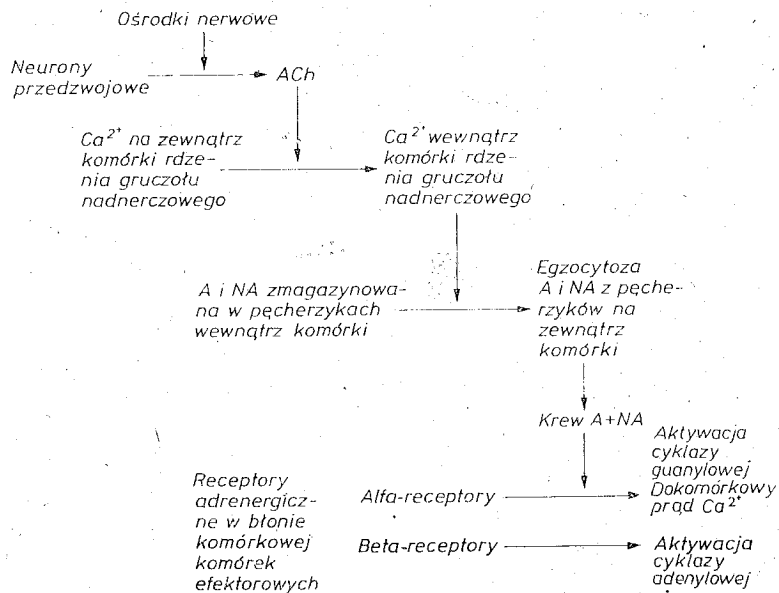 Ośrodki nerwowe
Neurony
przedzwojowe
ACh
Ca²⁺ na zewnątrz
komórki rdze-
nia gruczołu
nadnerczowego
Ca²⁺ wewnątrz
komórki rdze-
nia gruczołu
nadnerczowego
A i NA zmagazynowa-
na w pęcherzykach
wewnątrz komórki
Egzocytoza
A i NA z pęche-
rzyków na
zewnątrz
komórki
Krew A+NA
Receptory
adrenergicz-
ne w błonie
komórkowej
komórek
efektorowych
Alfa-receptory
Aktywacja
cyklazy
guanylowej
Dokomórkowy
prąd Ca²⁺
Beta-receptory
Aktywacja
cyklazy
adenylowej